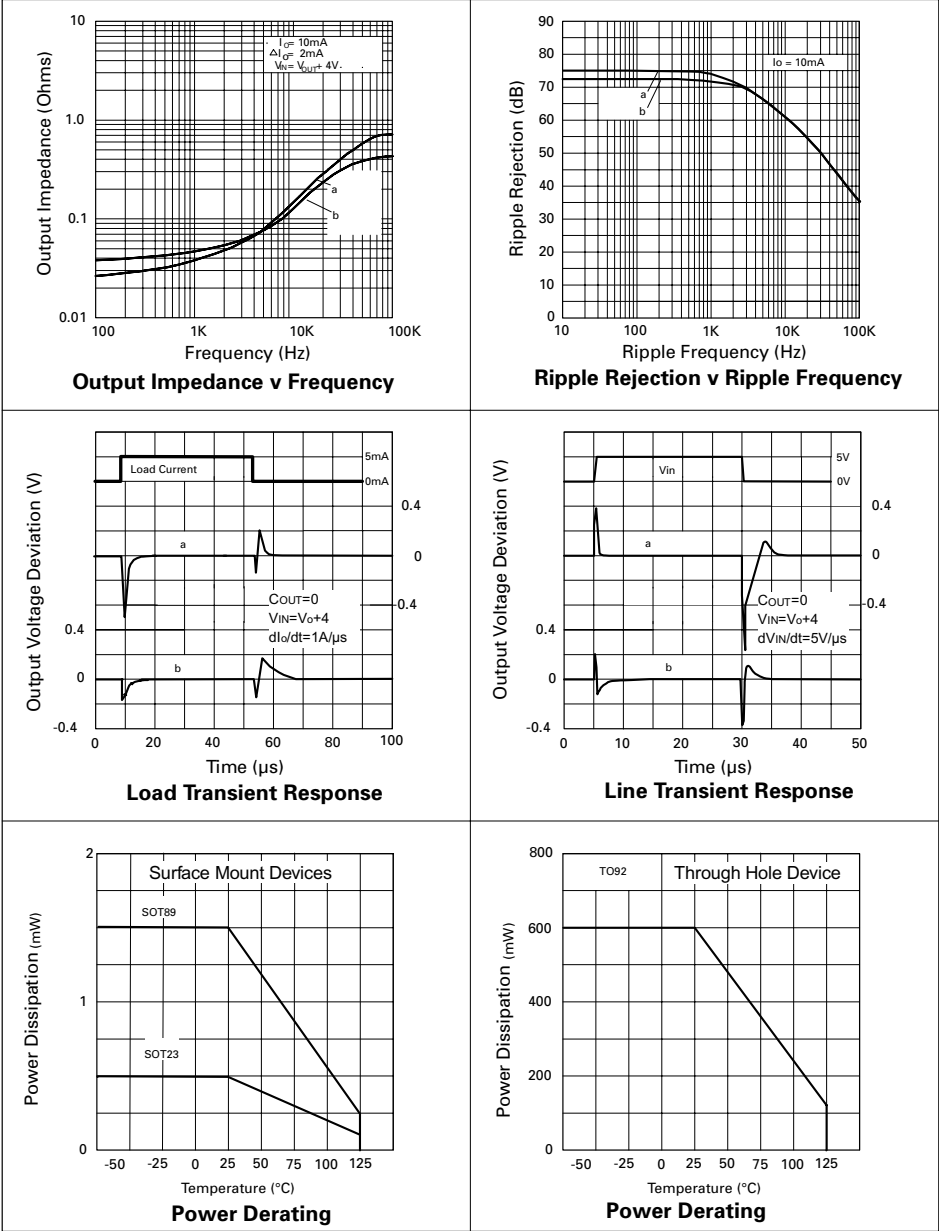 10
1.0
0.1
0.01
Output Impedance (Ohms)
IO= 10mA
ΔIO= 2mA
VIN= VOUT+ 4V
a
b
100 1K 10K 100K
Frequency (Hz)
Output Impedance v Frequency
90
80
70
60
50
40
30
20
10
0
Ripple Rejection (dB)
Io = 10mA
a
b
10 100 1K 10K 100K
Ripple Frequency (Hz)
Ripple Rejection v Ripple Frequency
Output Voltage Deviation (V)
Load Current
5mA
0mA
0.4
a
0
COUT=0
-0.4
VIN=Vo+4
0.4
dIo/dt=1A/µs
b
0
-0.4
0 20 40 60 80 100
Time (µs)
Load Transient Response
Output Voltage Deviation (V)
Vin
5V
0V
0.4
a
0
COUT=0
-0.4
VIN=Vo+4
0.4
dVIN/dt=5V/µs
b
0
-0.4
0 10 20 30 40 50
Time (µs)
Line Transient Response
2
1
0
Power Dissipation (mW)
Surface Mount Devices
SOT89
SOT23
-50 -25 0 25 50 75 100 125
Temperature (°C)
Power Derating
800
600
400
200
0
Power Dissipation (mW)
TO92
Through Hole Device
-50 -25 0 25 50 75 100 125
Temperature (°C)
Power Derating